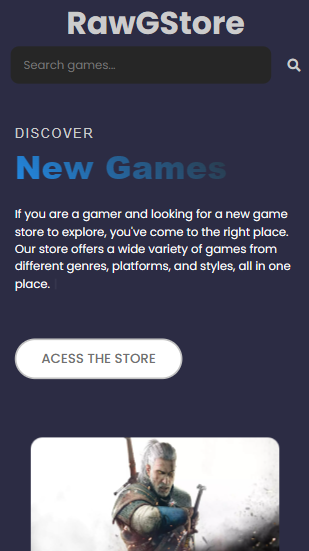 RawGStore
Search games...
DISCOVER
New Games
If you are a gamer and looking for a new game
store to explore, you've come to the right place.
Our store offers a wide variety of games from
different genres, platforms, and styles, all in one
place.
ACESS THE STORE